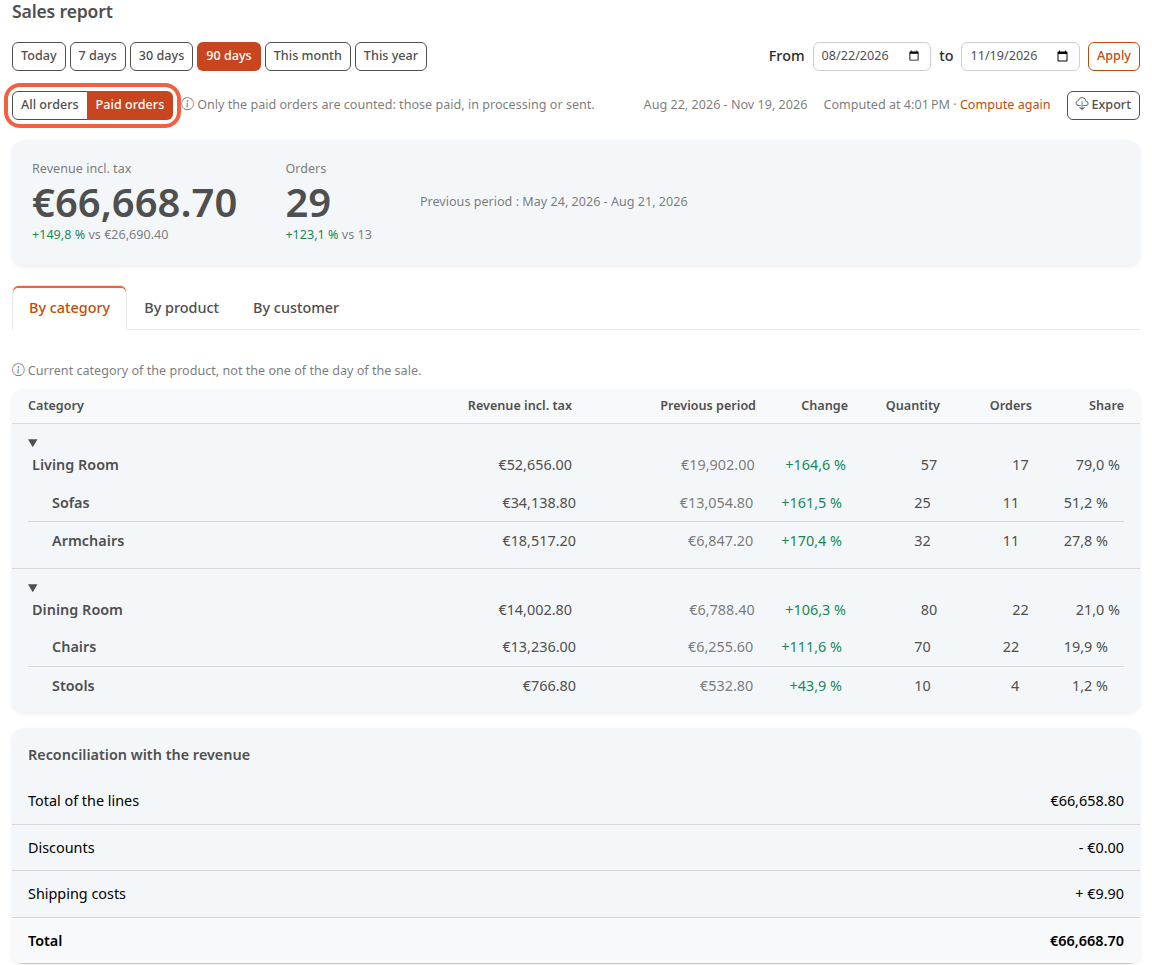 Sales report
Today 7 days 30 days 90 days This month This year From 08/22/2026 to 11/19/2026 Apply
All orders Paid orders Only the paid orders are counted: those paid, in processing or sent. Aug 22, 2026 - Nov 19, 2026 Computed at 4:01 PM · Compute again Export
Revenue incl. tax Orders
€66,668.70 29 Previous period : May 24, 2026 - Aug 21, 2026
+149,8 % vs €26,690.40 +123,1 % vs 13
By category By product By customer
Current category of the product, not the one of the day of the sale.
Category Revenue incl. tax Previous period Change Quantity Orders Share
Living Room €52,656.00 €19,902.00 +164,6 % 57 17 79,0 %
Sofas €34,138.80 €13,054.80 +161,5 % 25 11 51,2 %
Armchairs €18,517.20 €6,847.20 +170,4 % 32 11 27,8 %
Dining Room €14,002.80 €6,788.40 +106,3 % 80 22 21,0 %
Chairs €13,236.00 €6,255.60 +111,6 % 70 22 19,9 %
Stools €766.80 €532.80 +43,9 % 10 4 1,2 %
Reconciliation with the revenue
Total of the lines €66,658.80
Discounts - €0.00
Shipping costs + €9.90
Total €66,668.70